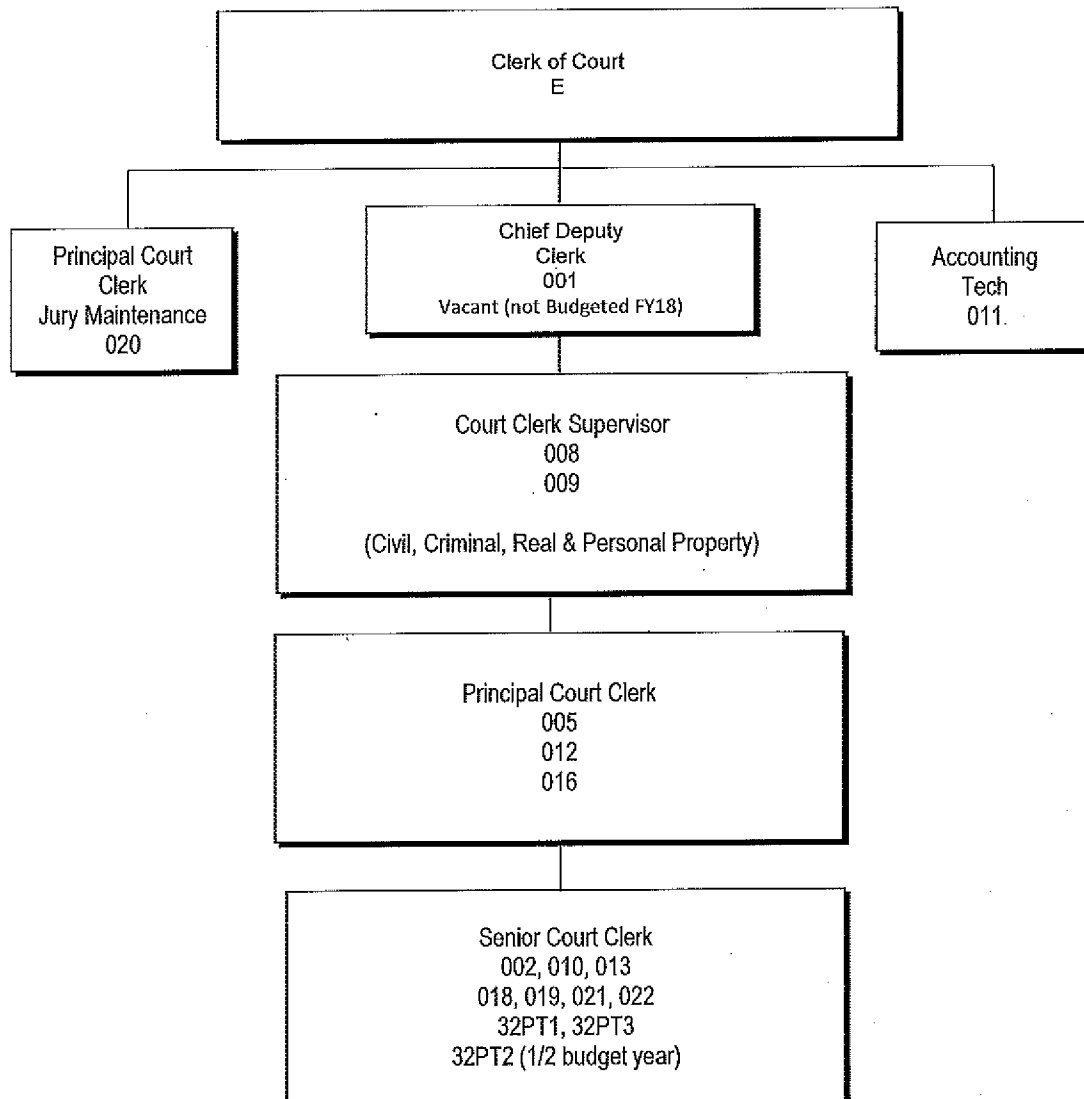 Clerk of Court
E
Principal Court
Clerk
Jury Maintenance
020
Chief Deputy
Clerk
001
Vacant (not Budgeted FY18)
Accounting
Tech
011.
Court Clerk Supervisor
008
009
(Civil, Criminal, Real & Personal Property)
Principal Court Clerk
005
012
016
Senior Court Clerk
002, 010, 013
018, 019, 021, 022
32PT1, 32PT3
32PT2 (1/2 budget year)